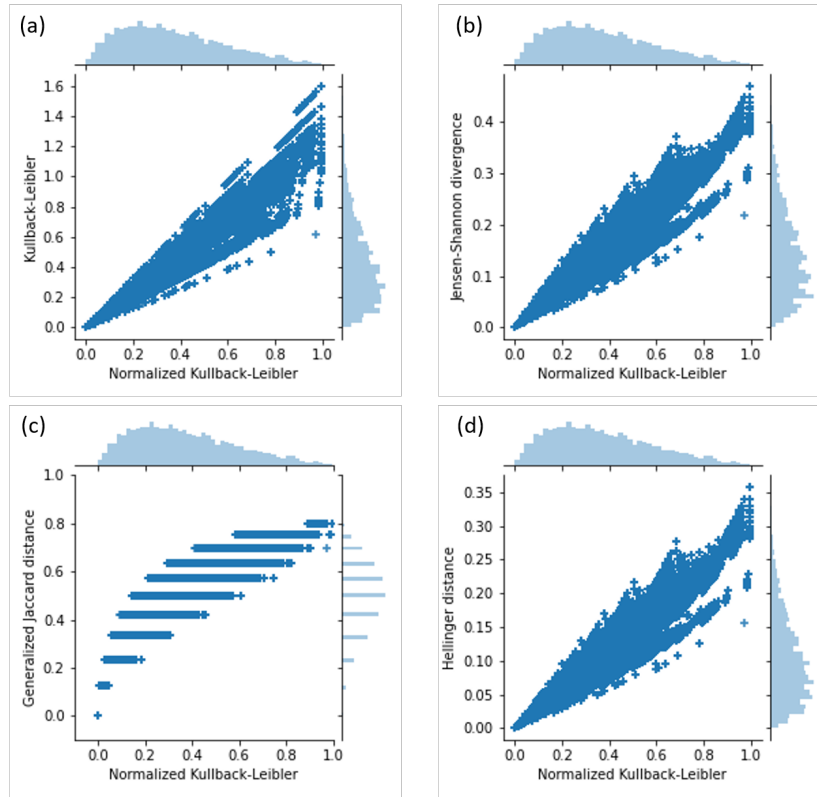 (a)
1.6
1.4
1.2
1.0
0.8
0.6
0.4
0.2
0.0
Kullback-Leibler
0.0 0.2 0.4 0.6 0.8 1.0
Normalized Kullback-Leibler
(b)
0.4
0.3
0.2
0.1
0.0
Jensen-Shannon divergence
0.0 0.2 0.4 0.6 0.8 1.0
Normalized Kullback-Leibler
(c)
1.0
0.8
0.6
0.4
0.2
0.0
Generalized Jaccard distance
0.0 0.2 0.4 0.6 0.8 1.0
Normalized Kullback-Leibler
(d)
0.35
0.30
0.25
0.20
0.15
0.10
0.05
0.00
Hellinger distance
0.0 0.2 0.4 0.6 0.8 1.0
Normalized Kullback-Leibler